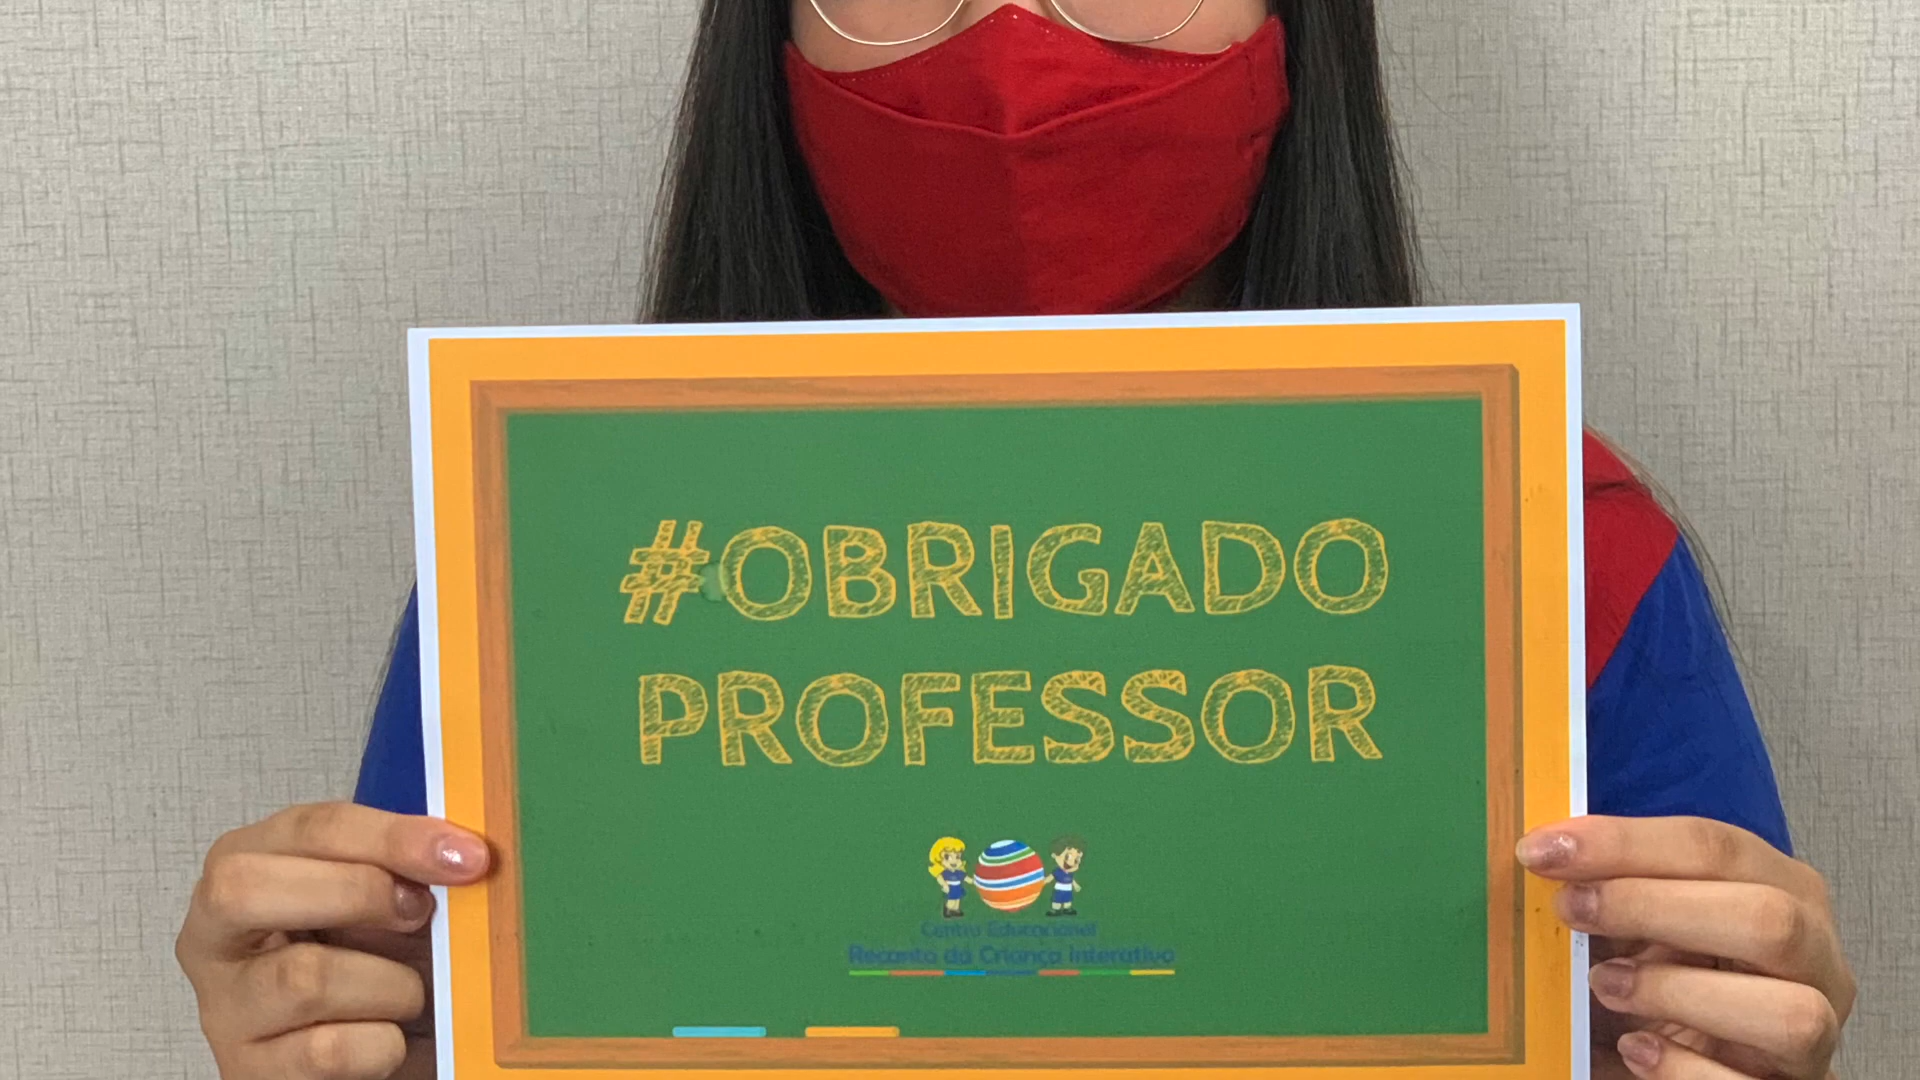 #OBRIGADO
PROFESSOR
Centro Educacional
Recanto da Criança Interativo